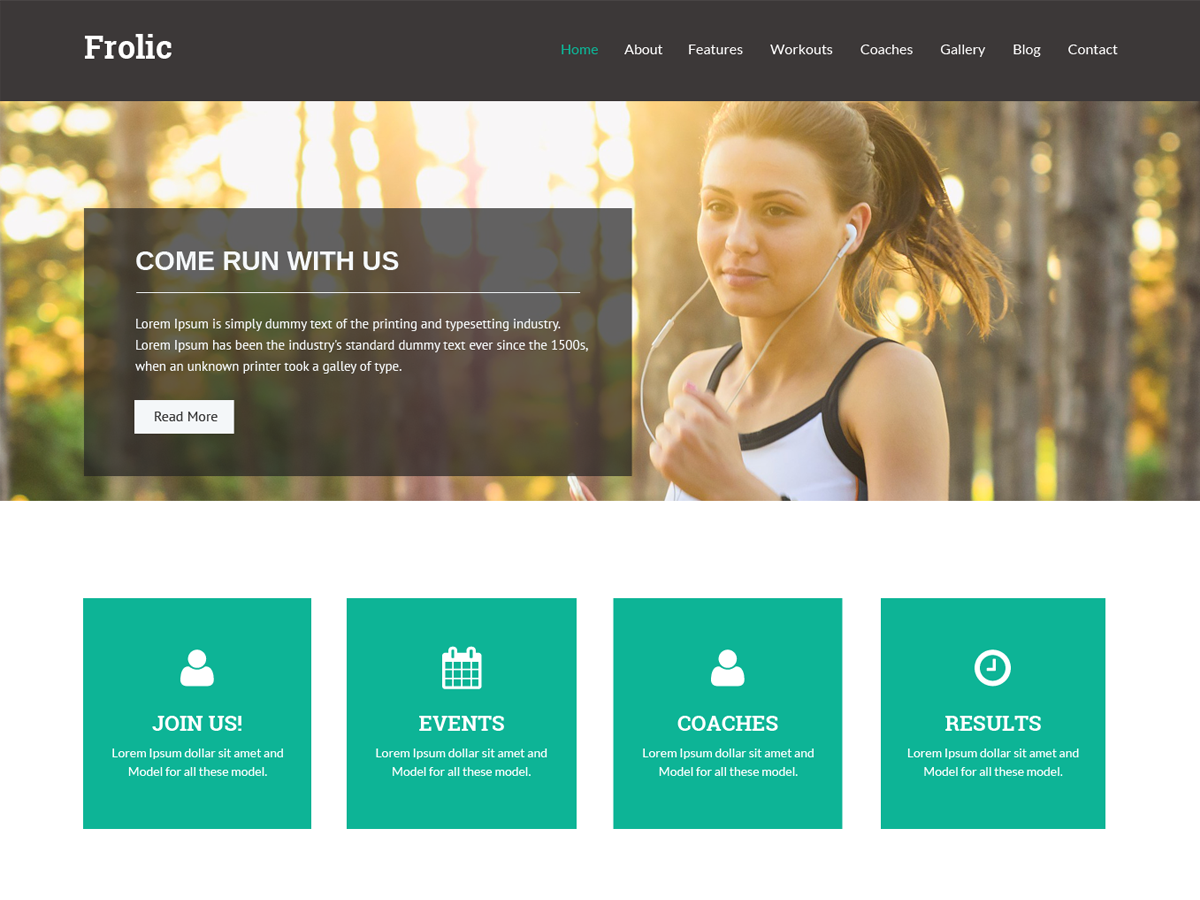 Frolic
Home About Features Workouts Coaches Gallery Blog Contact
COME RUN WITH US
Lorem Ipsum is simply dummy text of the printing and typesetting industry.
Lorem Ipsum has been the industry's standard dummy text ever since the 1500s,
when an unknown printer took a galley of type.
Read More
JOIN US!
Lorem Ipsum dollar sit amet and
Model for all these model.
EVENTS
Lorem Ipsum dollar sit amet and
Model for all these model.
COACHES
Lorem Ipsum dollar sit amet and
Model for all these model.
RESULTS
Lorem Ipsum dollar sit amet and
Model for all these model.